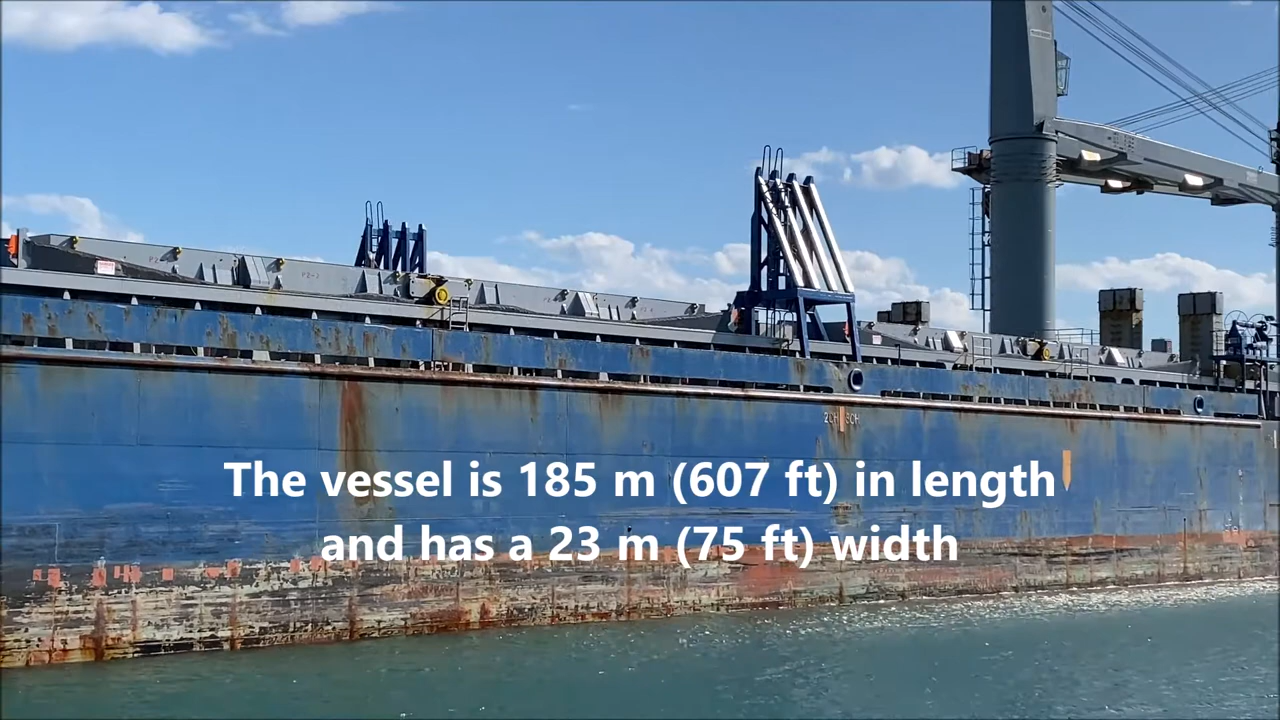 The vessel is 185 m (607 ft) in length
and has a 23 m (75 ft) width